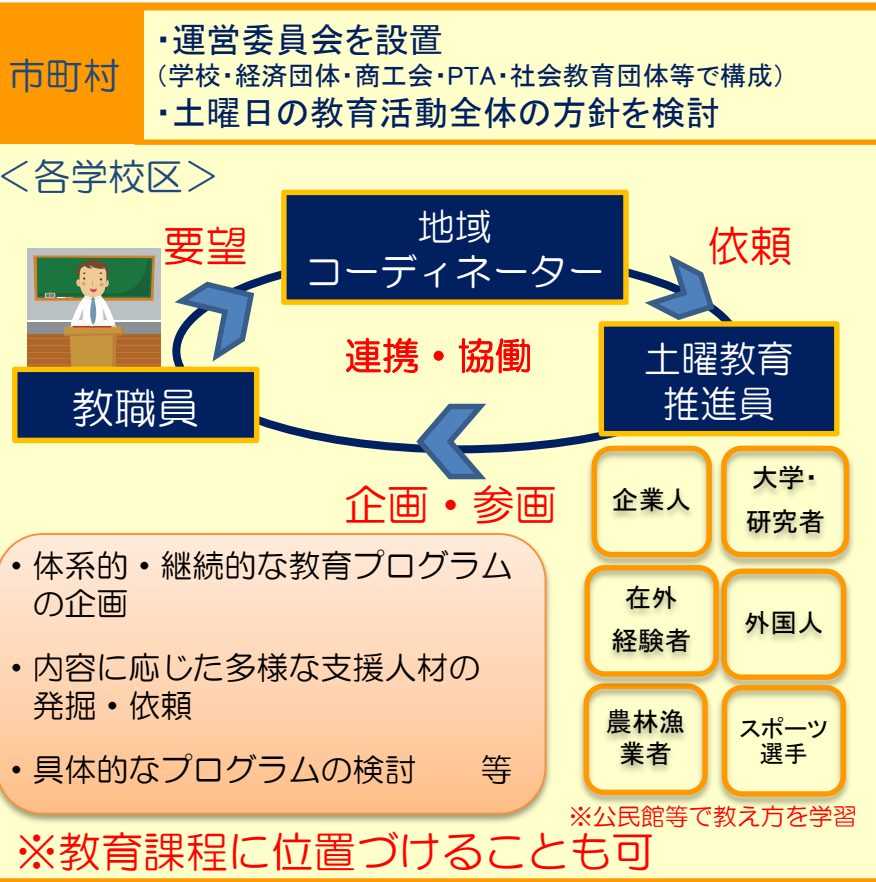 市町村
・運営委員会を設置
（学校・経済団体・商工会・PTA・社会教育団体等で構成）
・土曜日の教育活動全体の方針を検討
＜各学校区＞
要望
地域
コーディネーター
依頼
連携・協働
教職員
土曜教育
推進員
企画・参画
企業人
大学・
研究者
在外
経験者
外国人
農林漁
業者
スポーツ
選手
※公民館等で教え方を学習
・体系的・継続的な教育プログラム
の企画
・内容に応じた多様な支援人材の
発掘・依頼
・具体的なプログラムの検討　　等
※教育課程に位置づけることも可